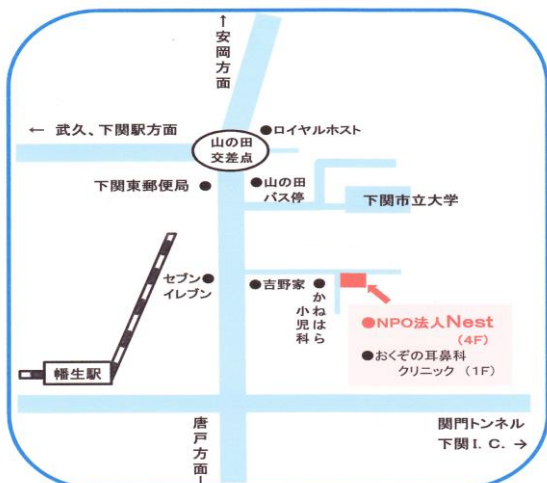 ↑安岡方面
← 武久、下関駅方面
●ロイヤルホスト
山の田
交差点
下関東郵便局 ●
●山の田
バス停
下関市立大学
セブン●
イレブン
●吉野家
●かねはら
小児科
●NPO法人Nest
(4F)
●おくぞの耳鼻科
クリニック (1F)
幡生駅
唐戸方面↓
関門トンネル
下関I.C. →